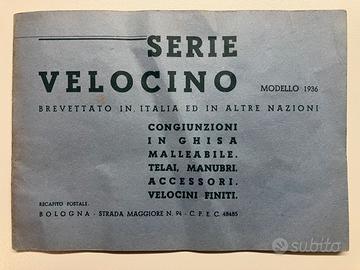 SERIE
VELOCINO
MODELLO 1936
BREVETTATO IN ITALIA ED IN ALTRE NAZIONI
CONGIUNZIONI
IN GHISA
MALLEABILE.
TELAI, MANUBRI.
ACCESSORI.
VELOCINI FINITI.
RECAPITO POSTALE.
BOLOGNA - STRADA MAGGIORE N. 94 - C. P. E. C. 48485
subito